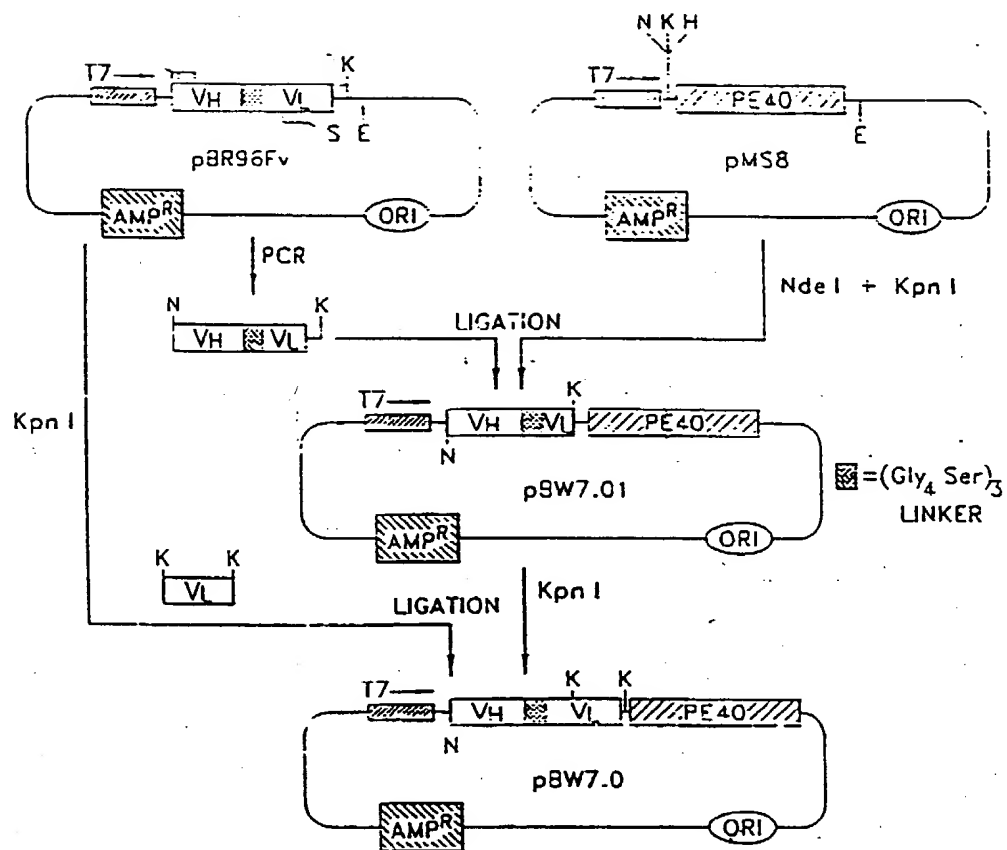 N K H
K
T7
T7
VH VL
PE40
S E
E
pBR96Fv
pMS8
AMPR
ORI
AMPR
ORI
PCR
Nde I + Kpn I
N
K
LIGATION
VH VL
Kpn I
T7
K
VH VL
PE40
N
pBW7.01
=(Gly4 Ser)3
LINKER
AMPR
ORI
K K
VL
Kpn I
LIGATION
T7
K K
VH VL
PE40
N
pBW7.0
AMPR
ORI